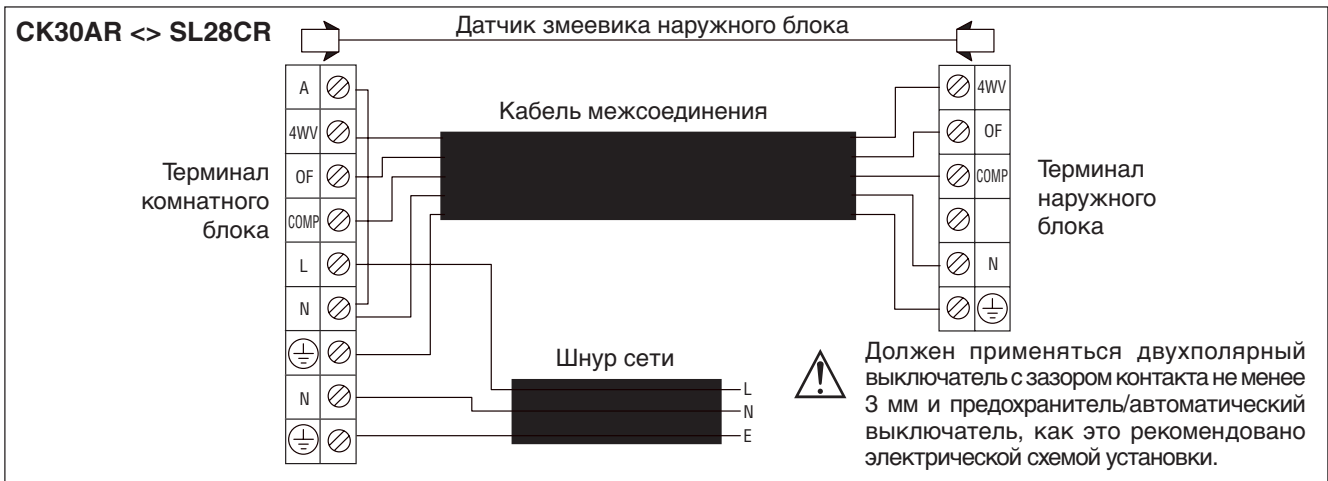 CK30AR <> SL28CR
Датчик змеевика наружного блока
A
4WV
OF
COMP
L
N
N
Терминал
комнатного
блока
Кабель межсоединения
4WV
OF
COMP
N
Терминал
наружного
блока
Шнур сети
L
N
E
Должен применяться двухполярный
выключатель с зазором контакта не менее
3 мм и предохранитель/автоматический
выключатель, как это рекомендовано
электрической схемой установки.